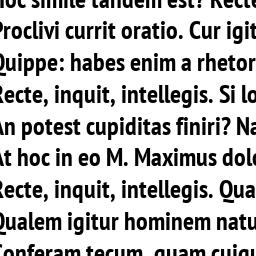 hoc simile tandem est? Recte
Proclivi currit oratio. Cur igit
Quippe: habes enim a rhetor
Recte, inquit, intellegis. Si lo
An potest cupiditas finiri? Na
At hoc in eo M. Maximus dolo
Recte, inquit, intellegis. Qua
Qualem igitur hominem natu
Conferam tecum, quam cuiqu